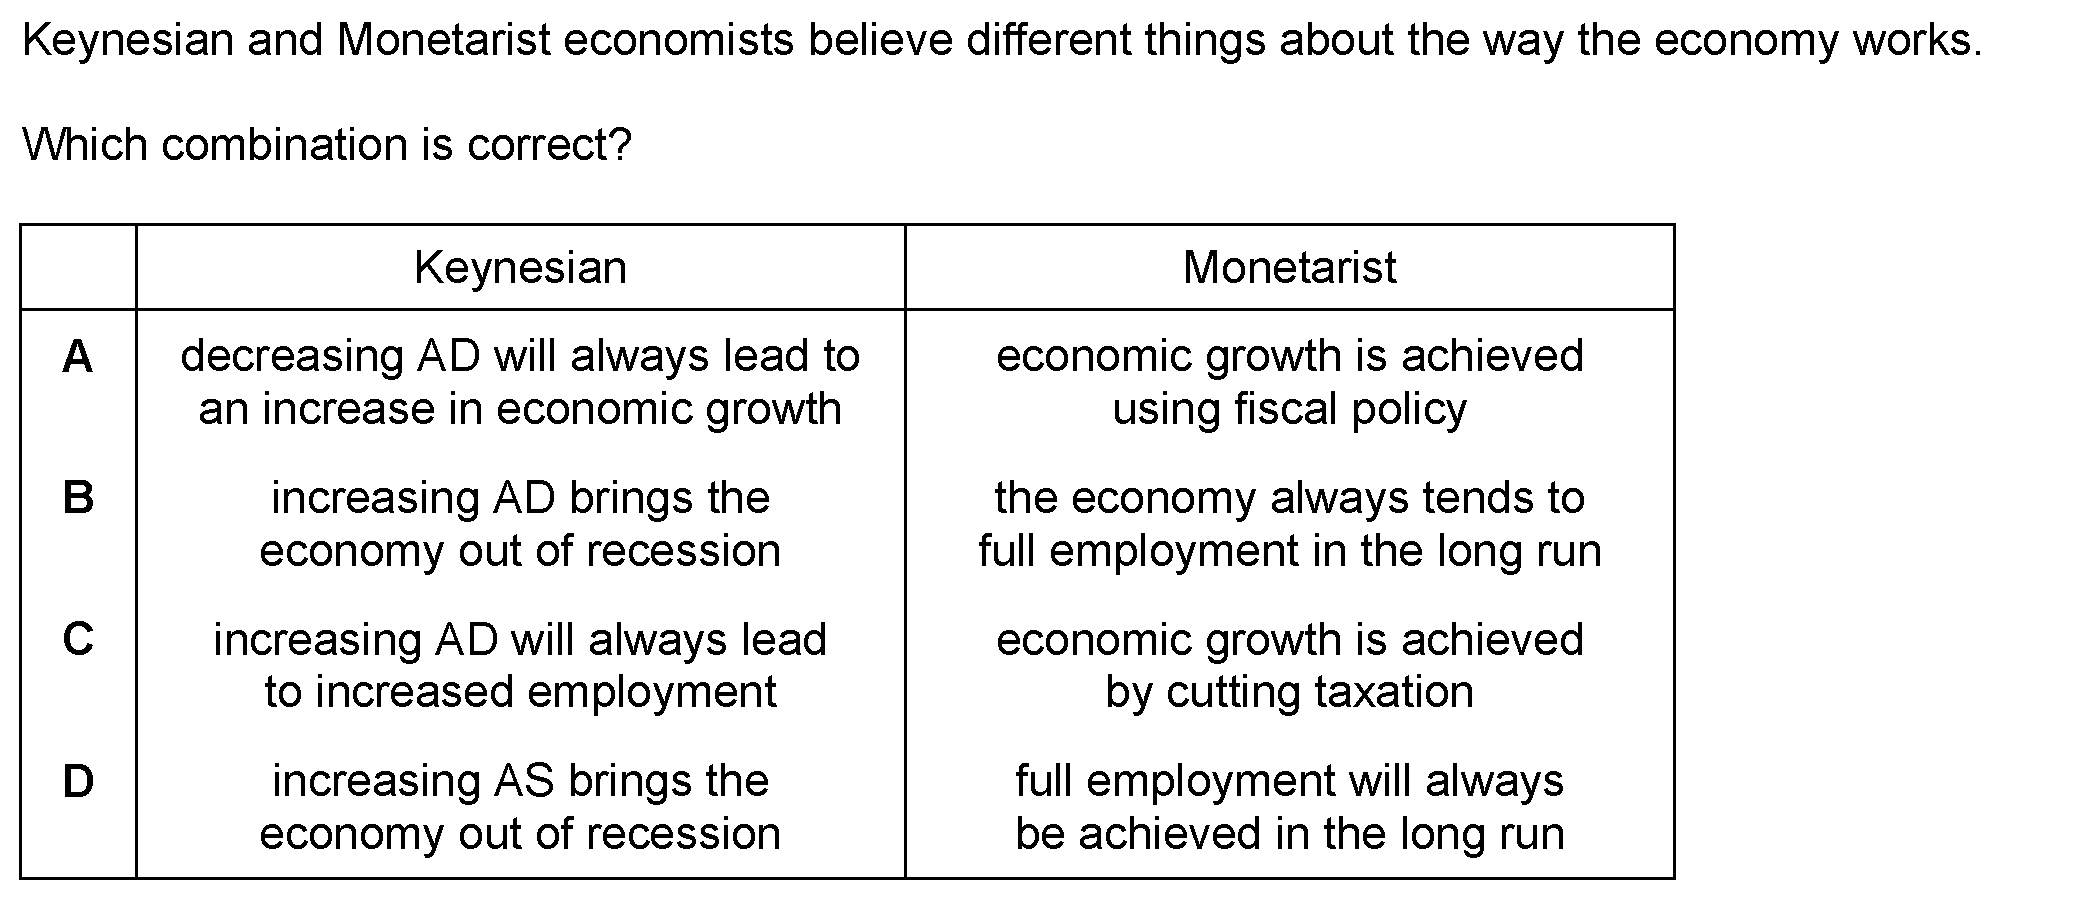 Keynesian and Monetarist economists believe different things about the way the economy works.
Which combination is correct?
Keynesian Monetarist
A decreasing AD will always lead to economic growth is achieved
an increase in economic growth using fiscal policy
B increasing AD brings the the economy always tends to
economy out of recession full employment in the long run
C increasing AD will always lead economic growth is achieved
to increased employment by cutting taxation
D increasing AS brings the full employment will always
economy out of recession be achieved in the long run